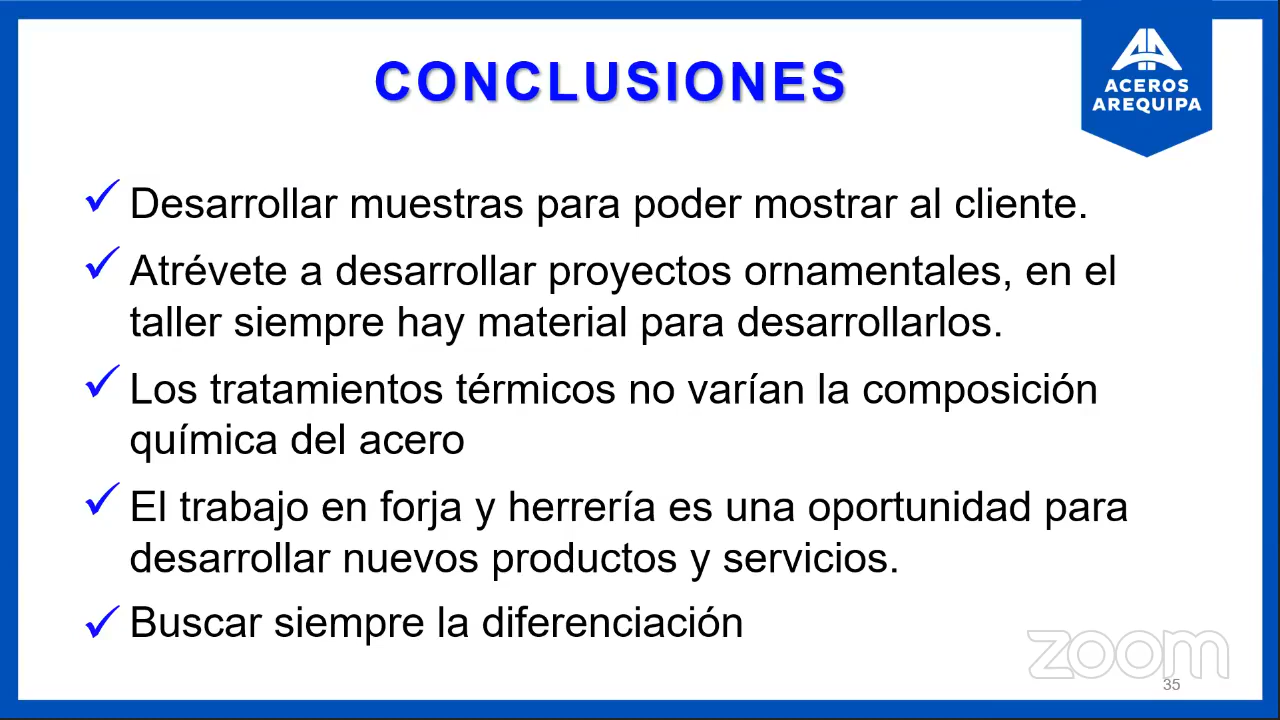 CONCLUSIONES
ACEROS
AREQUIPA
Desarrollar muestras para poder mostrar al cliente.
Atrévete a desarrollar proyectos ornamentales, en el
taller siempre hay material para desarrollarlos.
Los tratamientos térmicos no varían la composición
química del acero
El trabajo en forja y herrería es una oportunidad para
desarrollar nuevos productos y servicios.
Buscar siempre la diferenciación
zoom
35